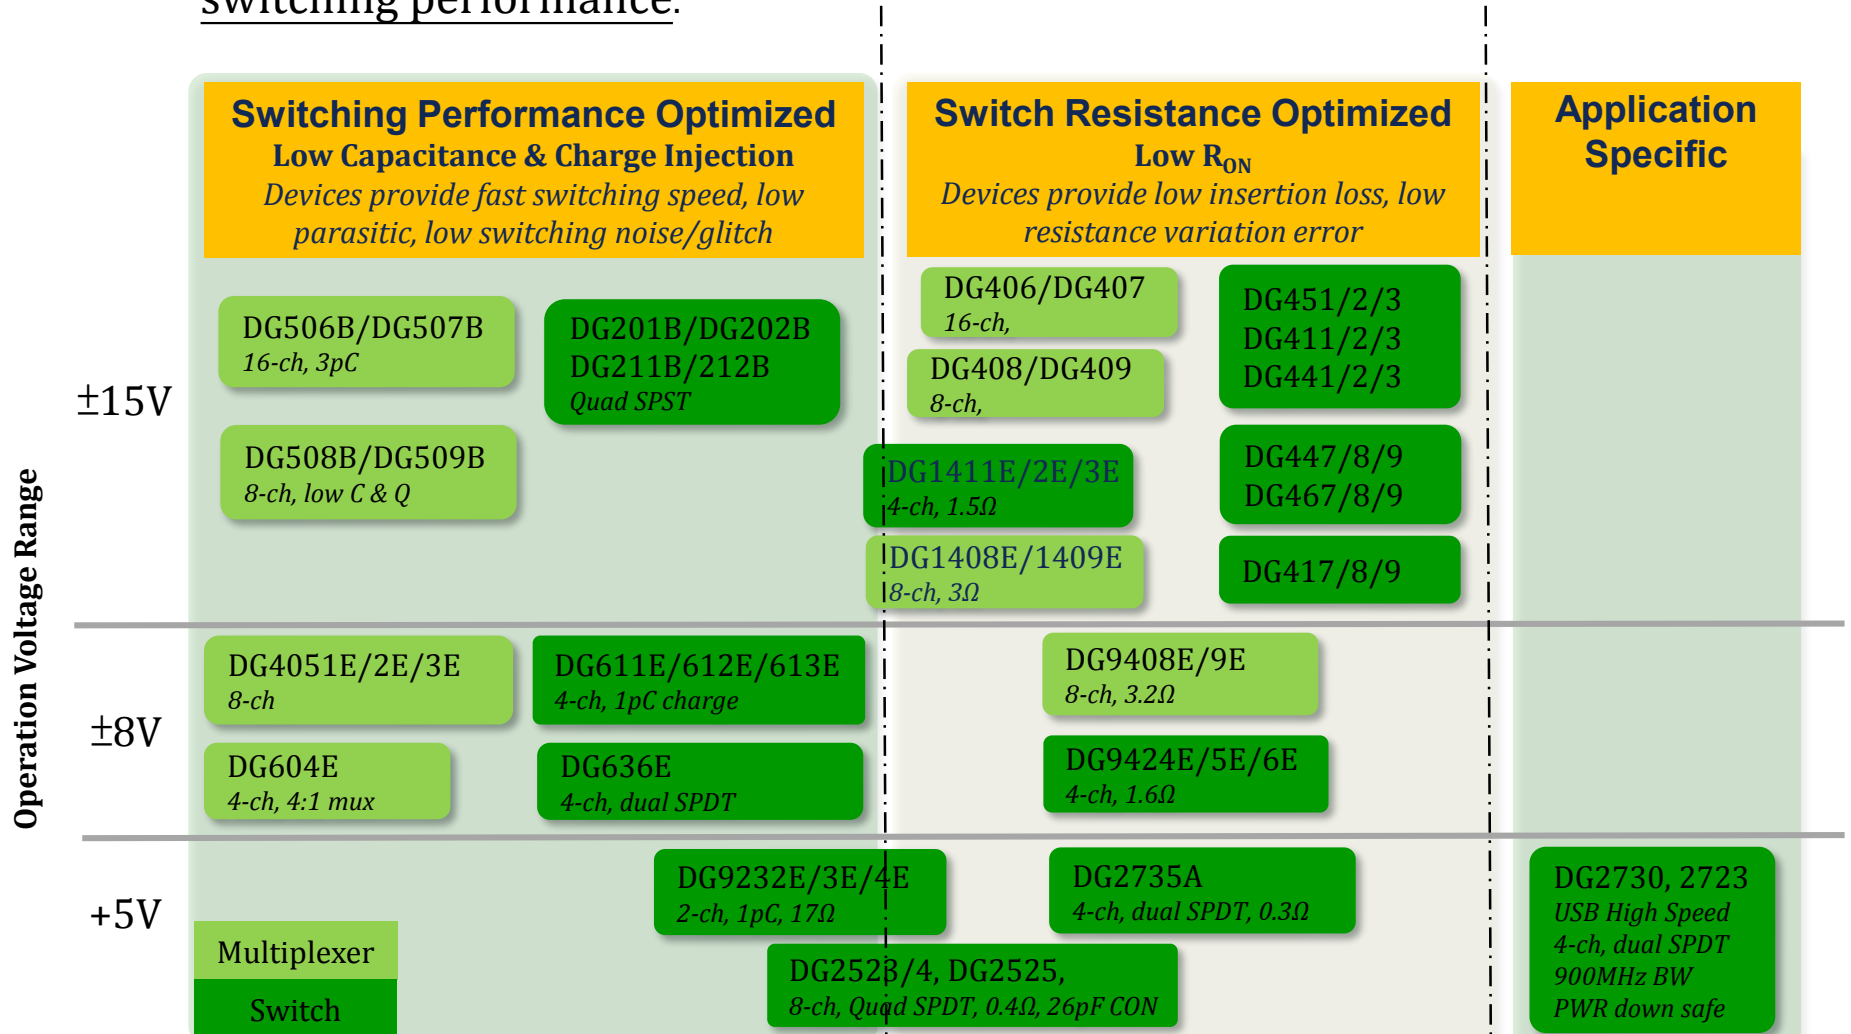 switching performance.
Switching Performance Optimized
Low Capacitance & Charge Injection
Devices provide fast switching speed, low
parasitic, low switching noise/glitch
Switch Resistance Optimized
Low RON
Devices provide low insertion loss, low
resistance variation error
Application
Specific
Operation Voltage Range
±15V
DG506B/DG507B
16-ch, 3pC
DG201B/DG202B
DG211B/212B
Quad SPST
DG508B/DG509B
8-ch, low C & Q
DG406/DG407
16-ch,
DG408/DG409
8-ch,
DG1411E/2E/3E
4-ch, 1.5Ω
DG1408E/1409E
8-ch, 3Ω
DG451/2/3
DG411/2/3
DG441/2/3
DG447/8/9
DG467/8/9
DG417/8/9
±8V
DG4051E/2E/3E
8-ch
DG611E/612E/613E
4-ch, 1pC charge
DG604E
4-ch, 4:1 mux
DG636E
4-ch, dual SPDT
DG9408E/9E
8-ch, 3.2Ω
DG9424E/5E/6E
4-ch, 1.6Ω
+5V
DG9232E/3E/4E
2-ch, 1pC, 17Ω
DG2735A
4-ch, dual SPDT, 0.3Ω
DG2523/4, DG2525,
8-ch, Quad SPDT, 0.4Ω, 26pF CON
DG2730, 2723
USB High Speed
4-ch, dual SPDT
900MHz BW
PWR down safe
Multiplexer
Switch